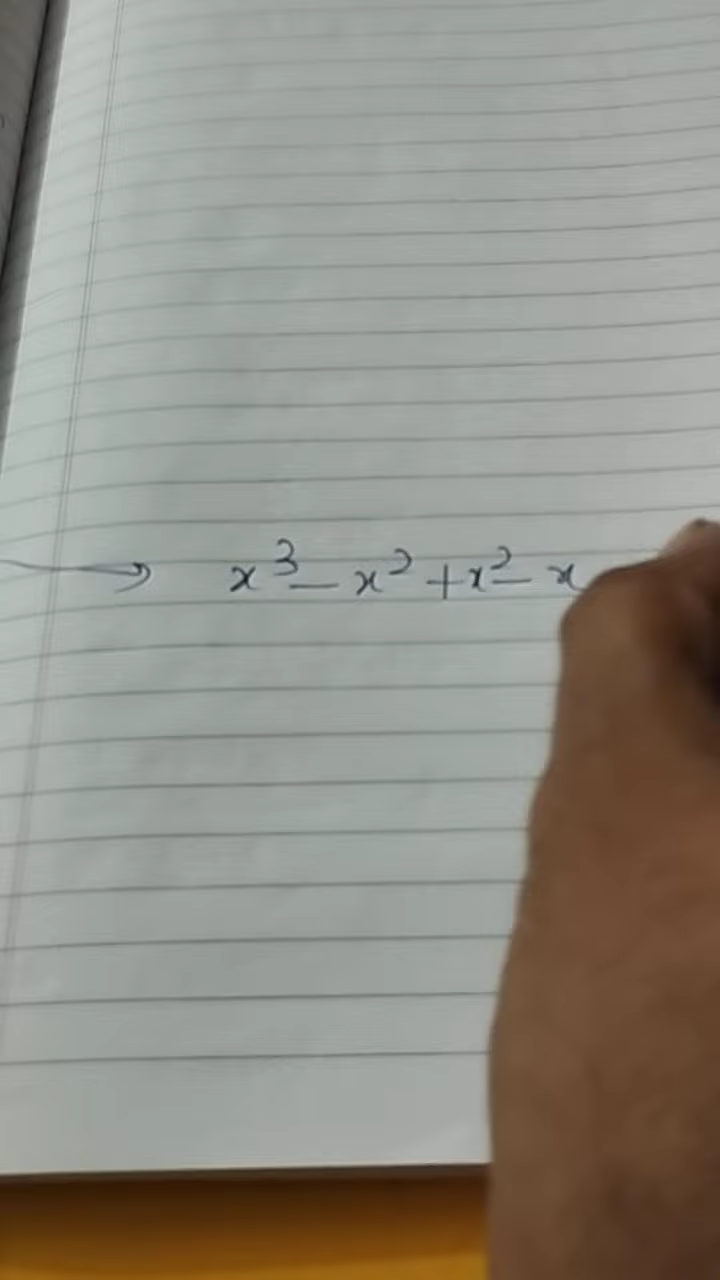 → x³ - x² + x² - x